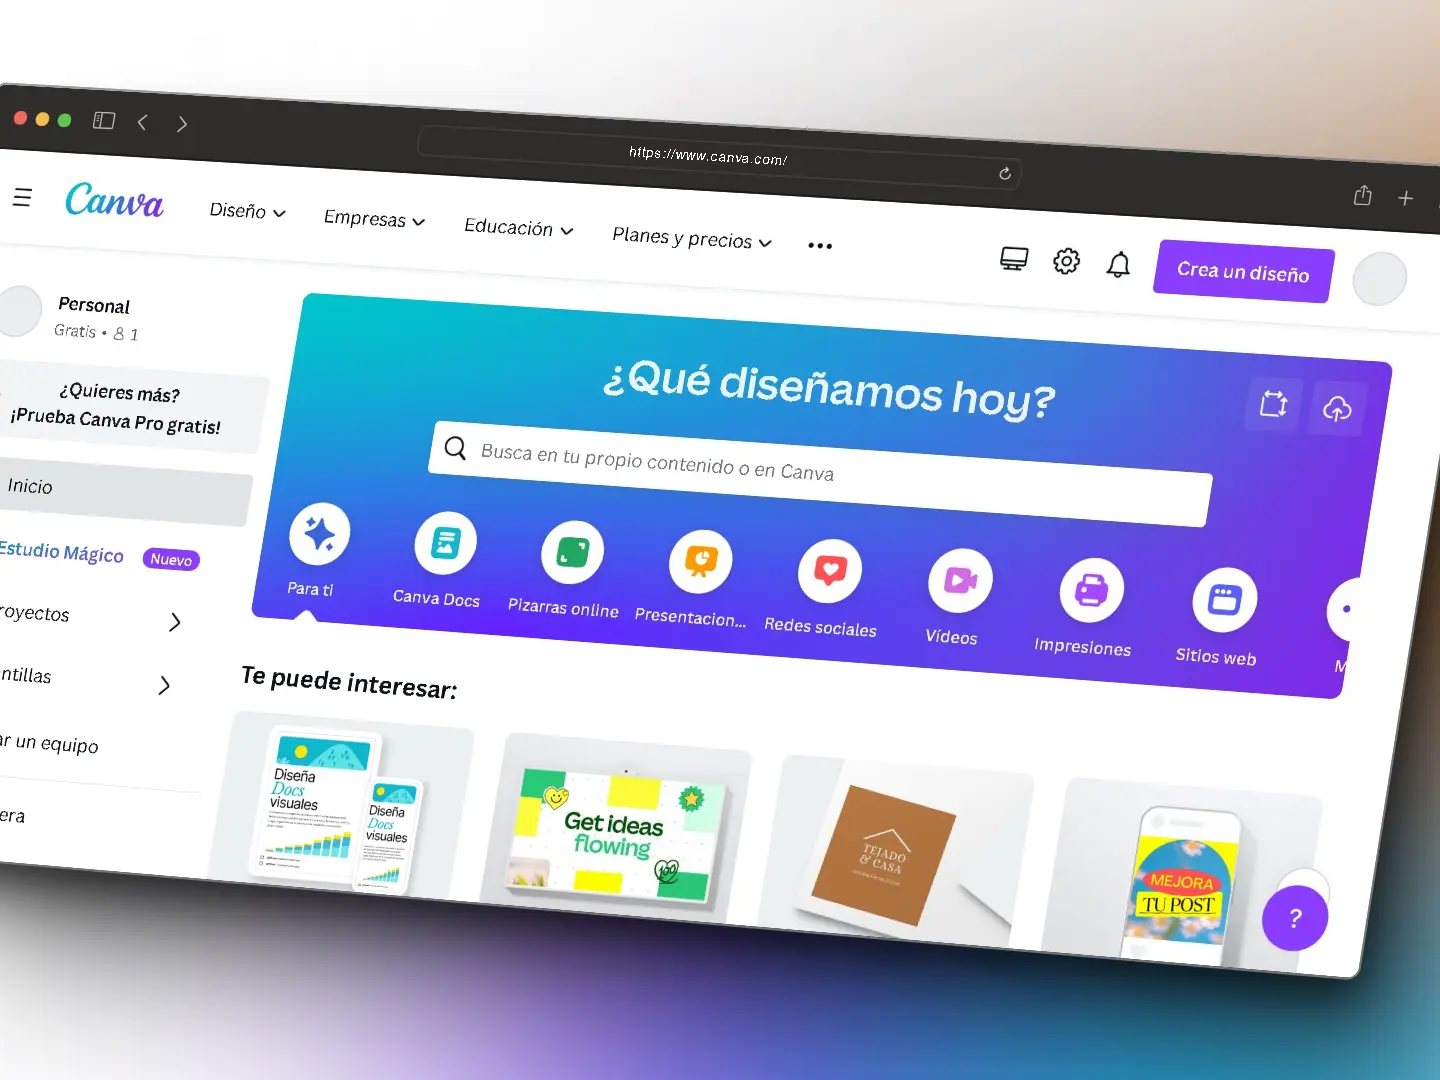 https://www.canva.com/
Canva
Diseño
Empresas
Educación
Planes y precios
Crea un diseño
Personal
Gratis • 1
¿Quieres más?
¡Prueba Canva Pro gratis!
Inicio
Estudio Mágico
Nuevo
royectos
ntillas
ar un equipo
era
¿Qué diseñamos hoy?
Busca en tu propio contenido o en Canva
Para ti
Canva Docs
Pizarras online
Presentacion...
Redes sociales
Vídeos
Impresiones
Sitios web
M
Te puede interesar:
Diseña
Docs
visuales
Diseña
Docs
visuales
Get ideas
flowing
100
TEJADO
& CASA
MEJORA
TU POST
?